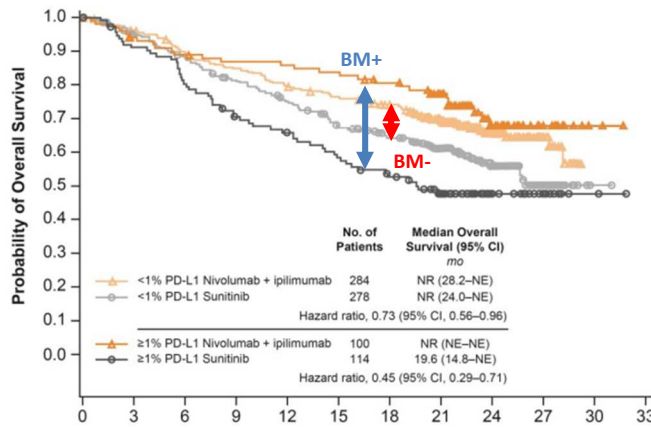 1.0
0.9
0.8
0.7
0.6
0.5
0.4
0.3
0.2
0.1
0.0
Probability of Overall Survival
BM+
BM-
No. of Patients
Median Overall Survival (95% CI)
mo
<1% PD-L1 Nivolumab + ipilimumab 284 NR (28.2–NE)
<1% PD-L1 Sunitinib 278 NR (24.0–NE)
Hazard ratio, 0.73 (95% CI, 0.56–0.96)
≥1% PD-L1 Nivolumab + ipilimumab 100 NR (NE–NE)
≥1% PD-L1 Sunitinib 114 19.6 (14.8–NE)
Hazard ratio, 0.45 (95% CI, 0.29–0.71)
0 3 6 9 12 15 18 21 24 27 30 33